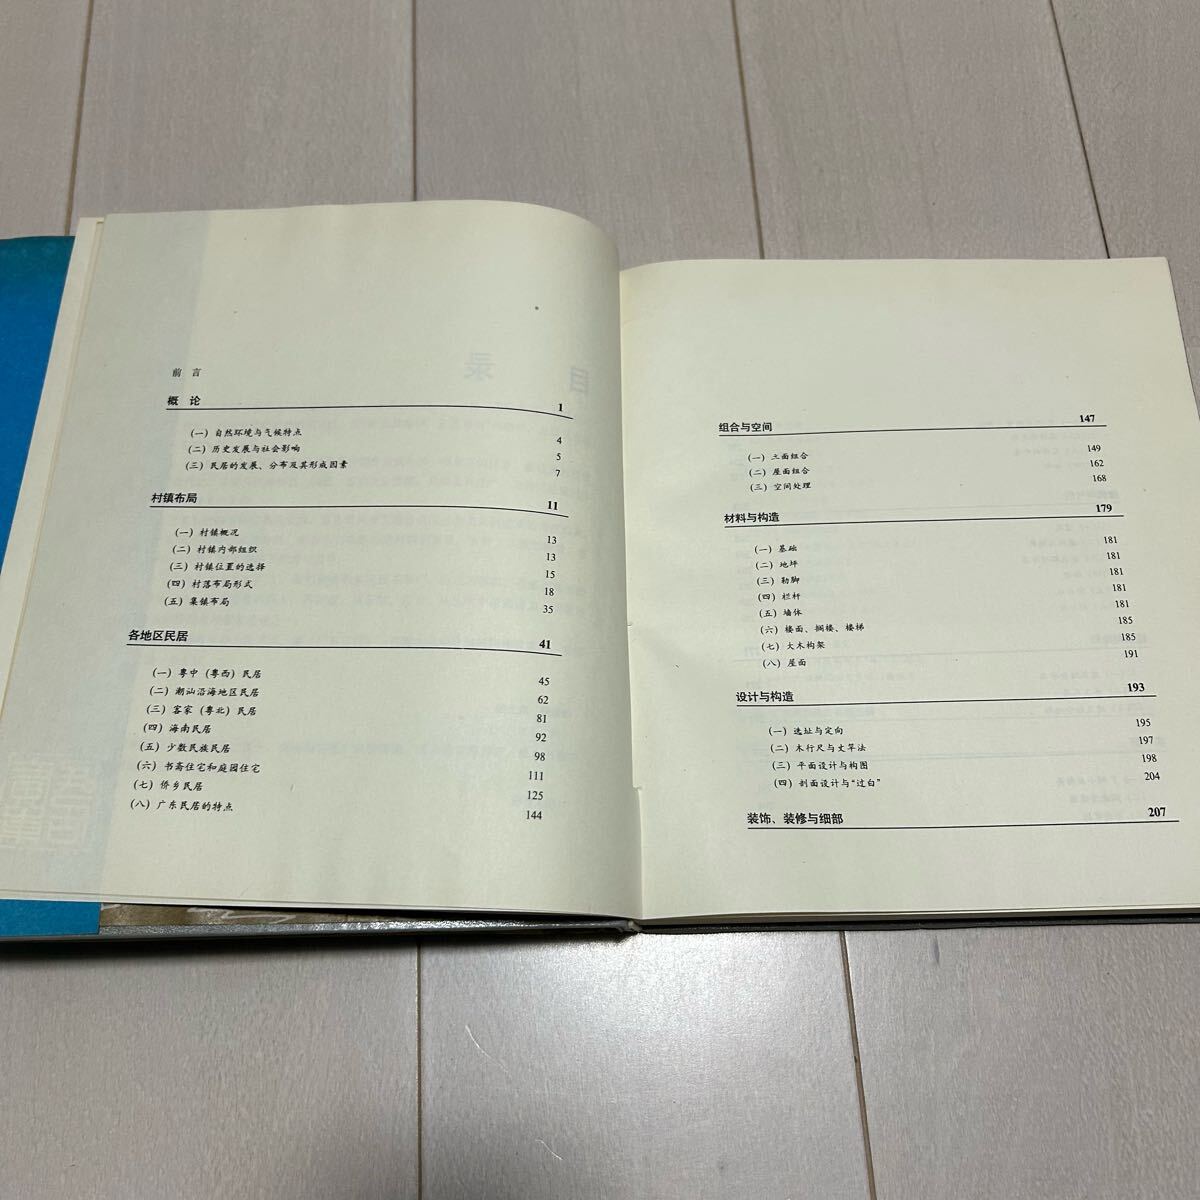 前 言
概 论 1
(一) 自然环境与气候特点 4
(二) 历史发展与社会影响 5
(三) 民居的发展、分布及其形成因素 7
村镇布局 11
(一) 村镇概况 13
(二) 村镇内部组织 13
(三) 村镇位置的选择 15
(四) 村落布局形式 18
(五) 集镇布局 35
各地区民居 41
(一) 粤中（粤西）民居 45
(二) 潮汕沿海地区民居 62
(三) 客家（粤北）民居 81
(四) 海南民居 92
(五) 少数民族民居 98
(六) 书斋住宅和庭园住宅 111
(七) 侨乡民居 125
(八) 广东民居的特点 144
组合与空间 147
(一) 立面组合 149
(二) 屋面组合 162
(三) 空间处理 168
材料与构造 179
(一) 基础 181
(二) 地坪 181
(三) 勒脚 181
(四) 栏杆 181
(五) 墙体 181
(六) 楼面、搁楼、楼梯 185
(七) 大木构架 185
(八) 屋面 191
设计与构造 193
(一) 选址与定向 195
(二) 木行尺与丈竿法 197
(三) 平面设计与构图 198
(四) 剖面设计与“过白” 204
装饰、装修与细部 207